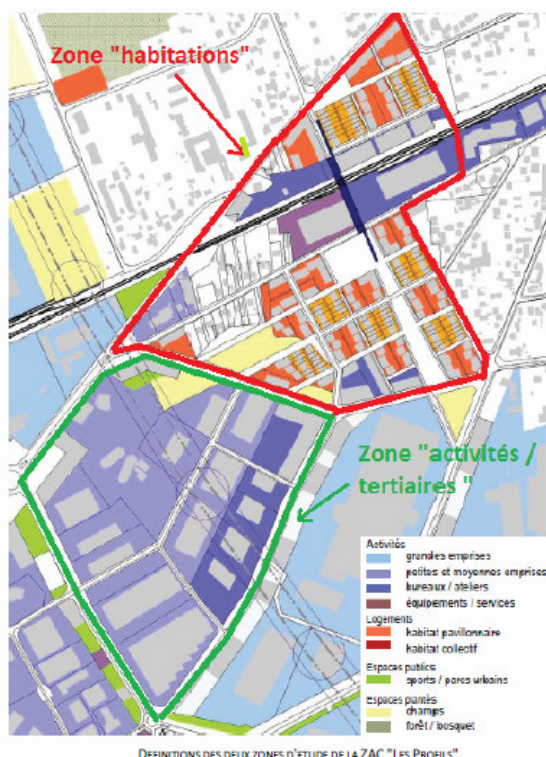 Zone "habitations"
Zone "activités /
tertiaires "
Activités
grandes emprises
petites et moyennes emprises
bureaux / ateliers
équipements / services
Logements
habitat pavillonnaire
habitat collectif
Espaces publics
sports / parcs urbains
Espaces plantés
champs
forêt / bosquet
DEFINITIONS DES DEUX ZONES D'ETUDE DE LA ZAC "LES PROFILS"